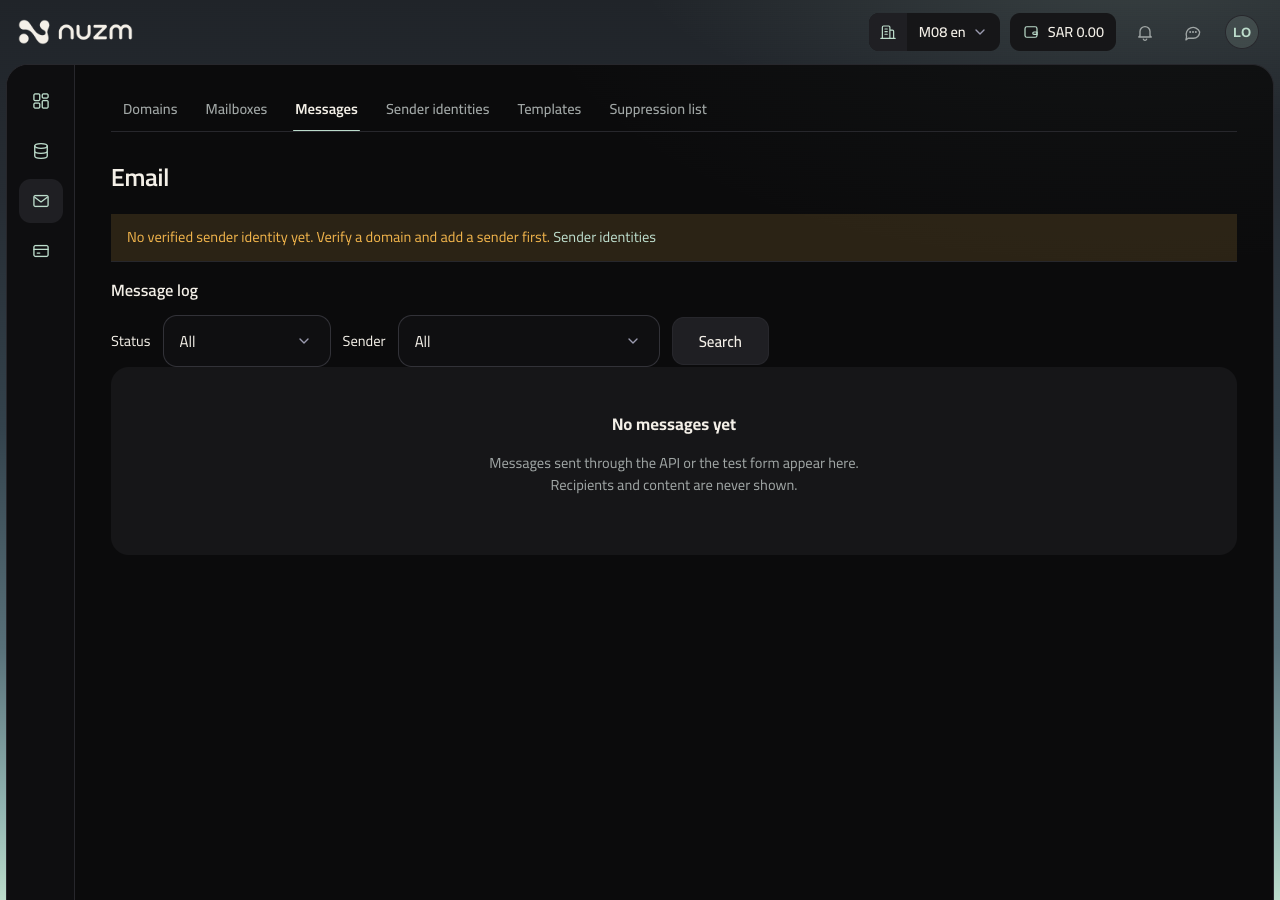 nuzm
M08 en
SAR 0.00
LO
Domains Mailboxes Messages Sender identities Templates Suppression list
Email
No verified sender identity yet. Verify a domain and add a sender first. Sender identities
Message log
Status All Sender All Search
No messages yet
Messages sent through the API or the test form appear here.
Recipients and content are never shown.